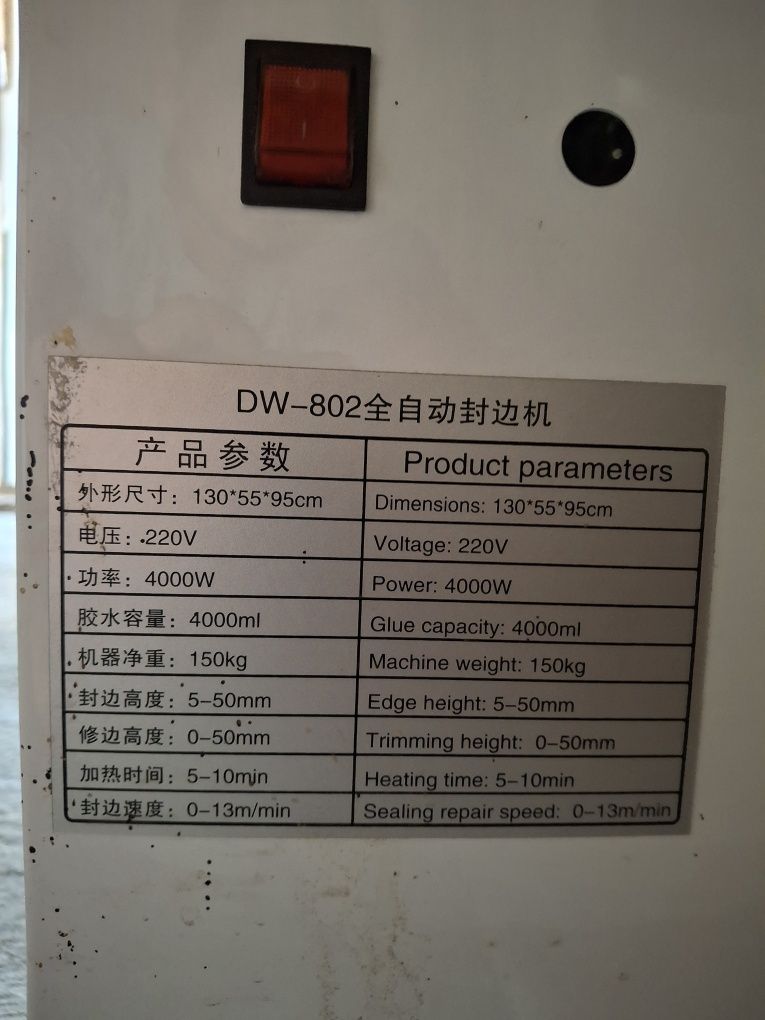 DW-802全自动封边机
产品参数 Product parameters
外形尺寸：130*55*95cm Dimensions: 130*55*95cm
电压：220V Voltage: 220V
功率：4000W Power: 4000W
胶水容量：4000ml Glue capacity: 4000ml
机器净重：150kg Machine weight: 150kg
封边高度：5-50mm Edge height: 5-50mm
修边高度：0-50mm Trimming height: 0-50mm
加热时间：5-10min Heating time: 5-10min
封边速度：0-13m/min Sealing repair speed: 0-13m/min